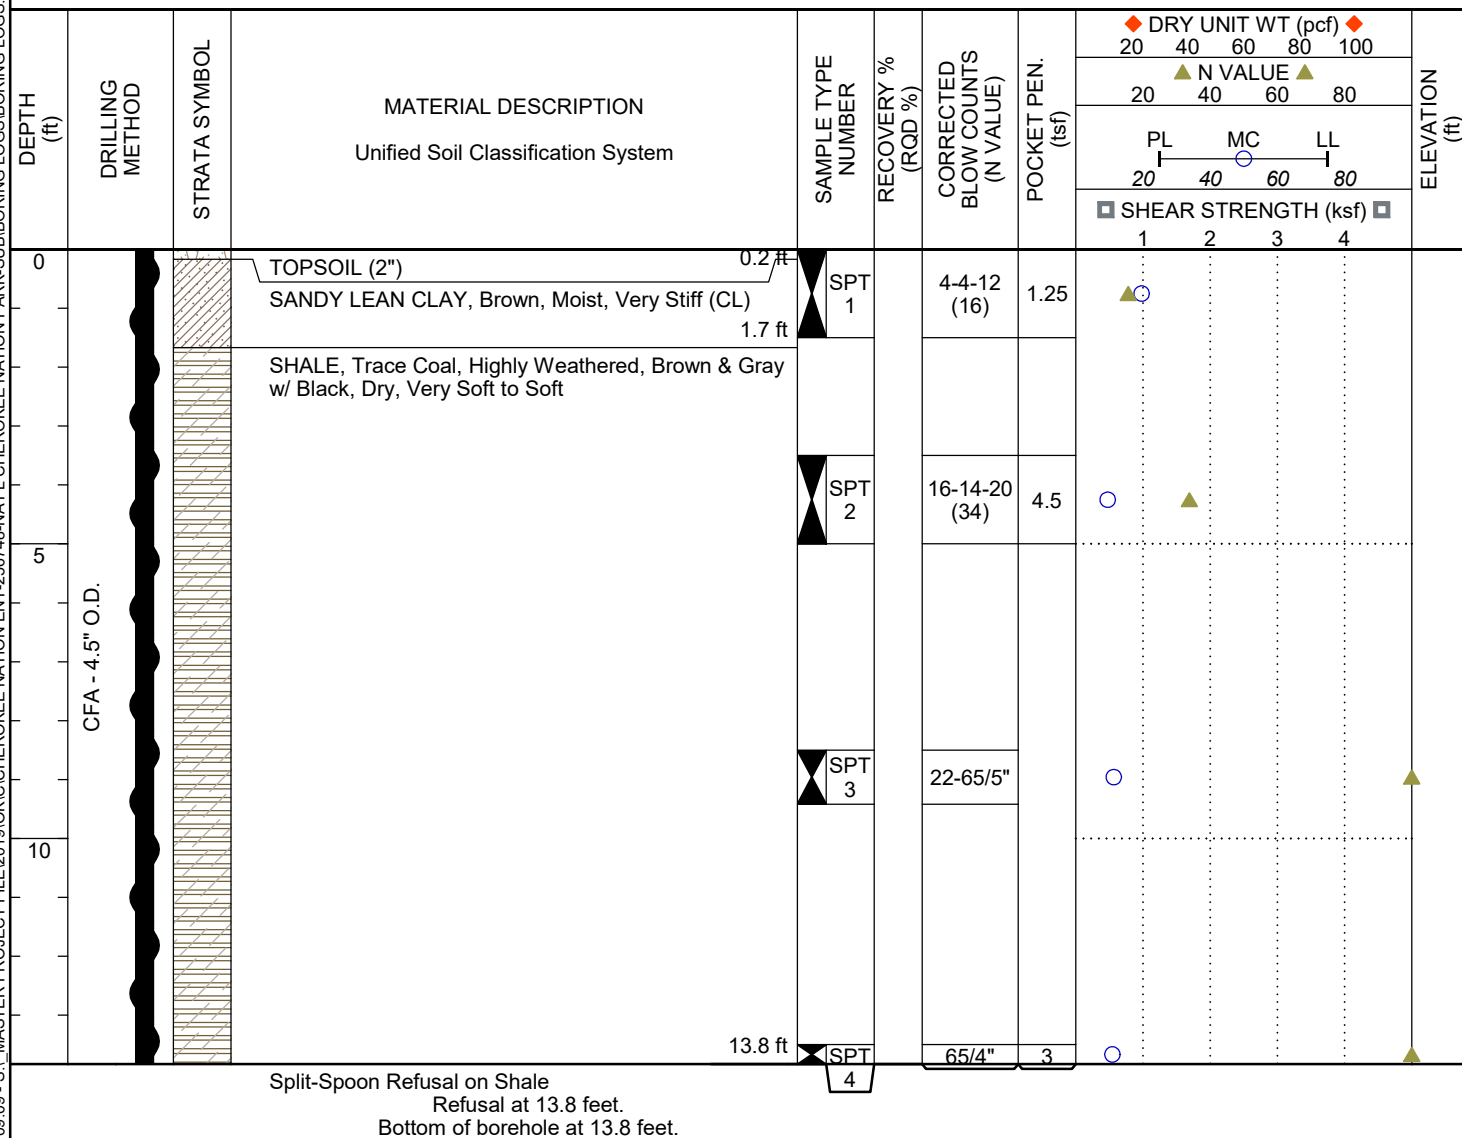 DEPTH
(ft)
DRILLING
METHOD
STRATA SYMBOL
MATERIAL DESCRIPTION
Unified Soil Classification System
SAMPLE TYPE
NUMBER
RECOVERY %
(RQD %)
CORRECTED
BLOW COUNTS
(N VALUE)
POCKET PEN.
(tsf)
DRY UNIT WT (pcf)
20 40 60 80 100
N VALUE
20 40 60 80
PL MC LL
20 40 60 80
SHEAR STRENGTH (ksf)
1 2 3 4
ELEVATION
(ft)
0
TOPSOIL (2") 0.2 ft
SANDY LEAN CLAY, Brown, Moist, Very Stiff (CL)
1.7 ft
SPT
1
4-4-12
(16)
1.25
SHALE, Trace Coal, Highly Weathered, Brown & Gray
w/ Black, Dry, Very Soft to Soft
SPT
2
16-14-20
(34)
4.5
5
CFA - 4.5" O.D.
SPT
3
22-65/5"
10
13.8 ft
SPT
4
65/4"
3
Split-Spoon Refusal on Shale
Refusal at 13.8 feet.
Bottom of borehole at 13.8 feet.